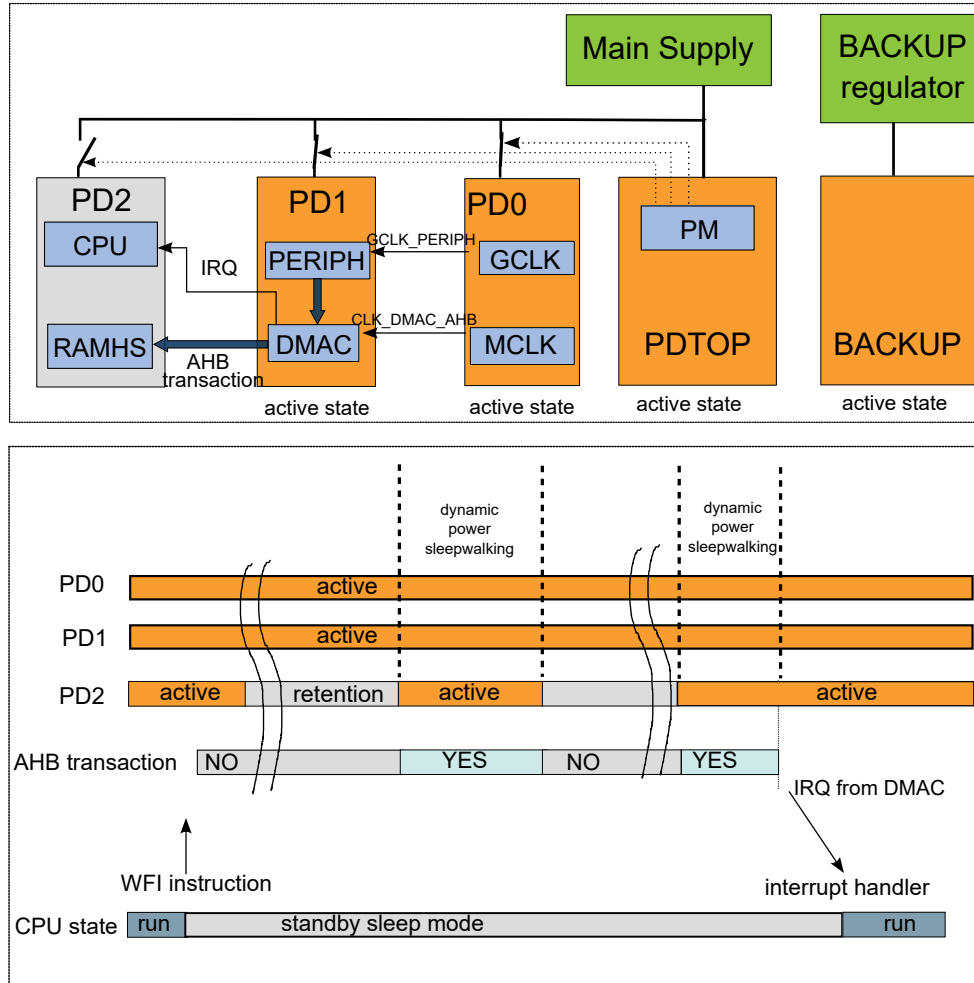 Main Supply
BACKUP
regulator
PD2
PD1
PD0
CPU
PERIPH
GCLK_PERIPH
GCLK
PM
IRQ
RAMHS
DMAC
CLK_DMAC_AHB
MCLK
PDTOP
BACKUP
AHB
transaction
active state
active state
active state
active state
dynamic
power
sleepwalking
dynamic
power
sleepwalking
PD0
active
PD1
active
PD2
active
retention
active
active
AHB transaction
NO
YES
NO
YES
IRQ from DMAC
WFI instruction
interrupt handler
CPU state
run
standby sleep mode
run